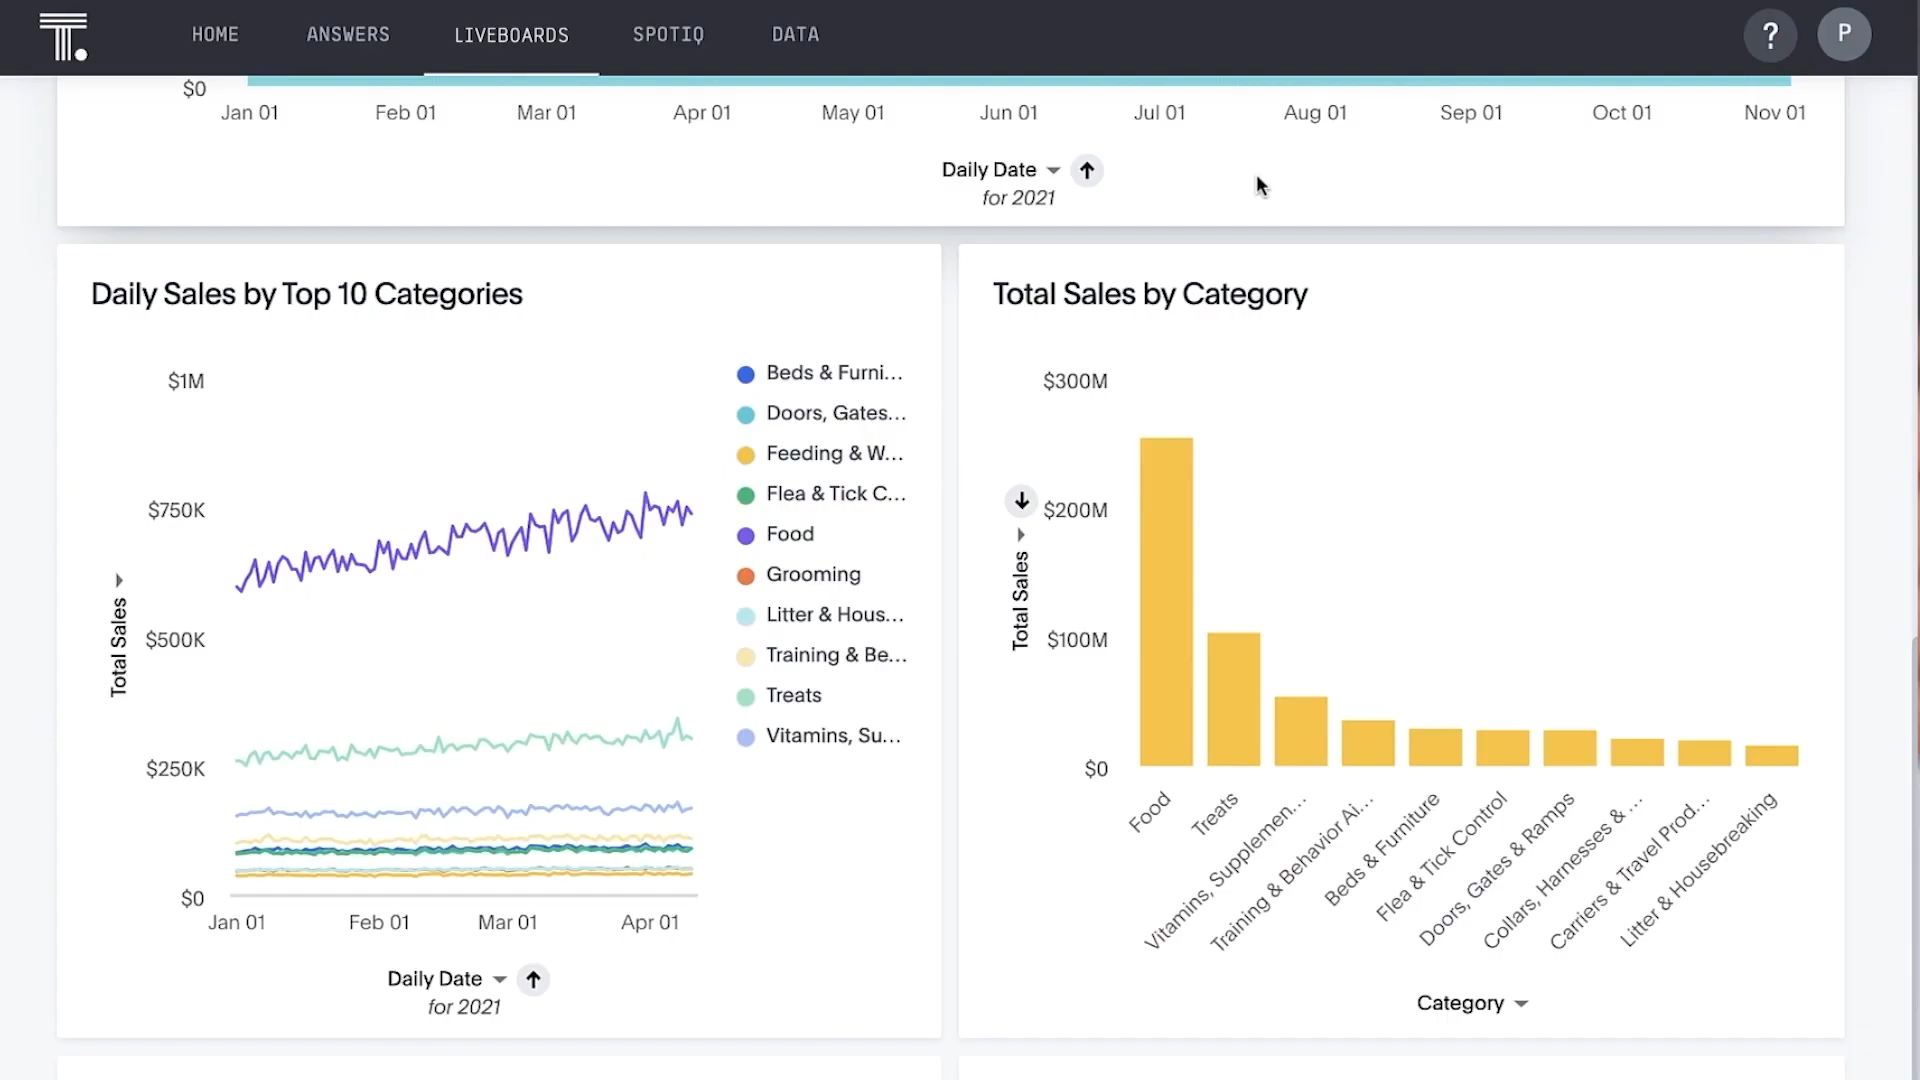 HOME
ANSWERS
LIVEBOARDS
SPOTIQ
DATA
?
P
$0
Jan 01
Feb 01
Mar 01
Apr 01
May 01
Jun 01
Jul 01
Aug 01
Sep 01
Oct 01
Nov 01
Daily Date
for 2021
Daily Sales by Top 10 Categories
Total Sales
$1M
$750K
$500K
$250K
$0
Jan 01
Feb 01
Mar 01
Apr 01
Daily Date
for 2021
Beds & Furni...
Doors, Gates...
Feeding & W...
Flea & Tick C...
Food
Grooming
Litter & Hous...
Training & Be...
Treats
Vitamins, Su...
Total Sales by Category
Total Sales
$300M
$200M
$100M
$0
Food
Treats
Vitamins, Supplemen...
Training & Behavior Ai...
Beds & Furniture
Flea & Tick Control
Doors, Gates & Ramps
Collars, Harnesses & ...
Carriers & Travel Prod...
Litter & Housebreaking
Category